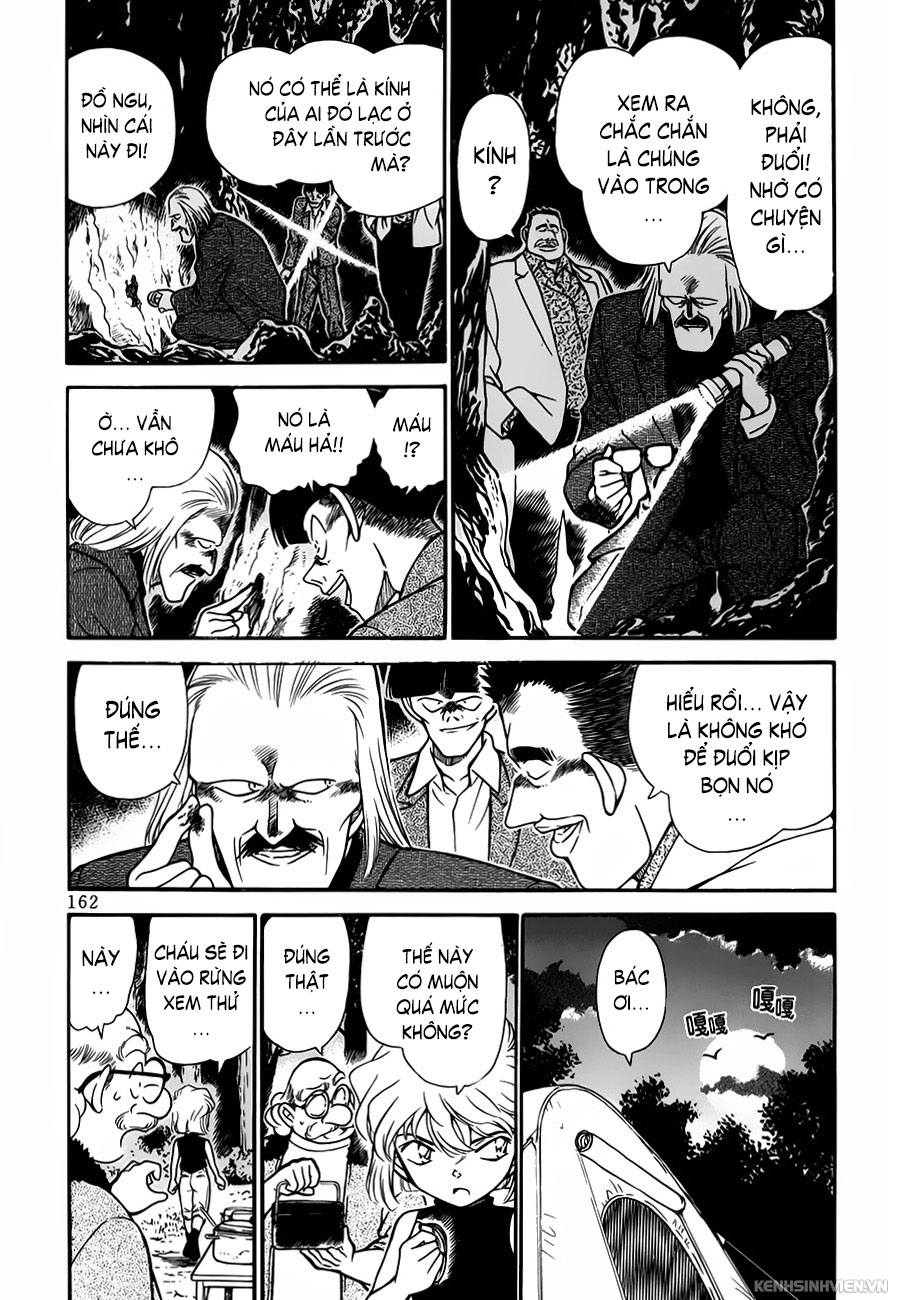 KHÔNG,
PHẢI
ĐUỔI!
NHỜ CÓ
CHUYỆN
GÌ...
XEM RA
CHẮC CHẮN
LÀ CHÚNG
VÀO TRONG
...
KÍNH
?
NÓ CÓ THỂ LÀ KÍNH
CỦA AI ĐÓ LẠC Ở
ĐÂY LẦN TRƯỚC
MÀ?
ĐỒ NGU,
NHÌN CÁI
NÀY ĐI!
MÁU
!?
NÓ LÀ
MÁU HẢ!!
Ờ... VẪN
CHƯA KHÔ
...
HIỂU RỒI... VẬY
LÀ KHÔNG KHÓ
ĐỂ ĐUỔI KỊP
BỌN NÓ
...
ĐÚNG
THẾ...
162
BÁC
ƠI...
嘎嘎
嘎嘎
THẾ NÀY
CÓ MUỘN
QUÁ MỨC
KHÔNG?
ĐÚNG
THẬT
...
CHÁU SẼ ĐI
VÀO RỪNG
XEM THỬ
...
NÀY
...
KENHSINHVIEN.VN